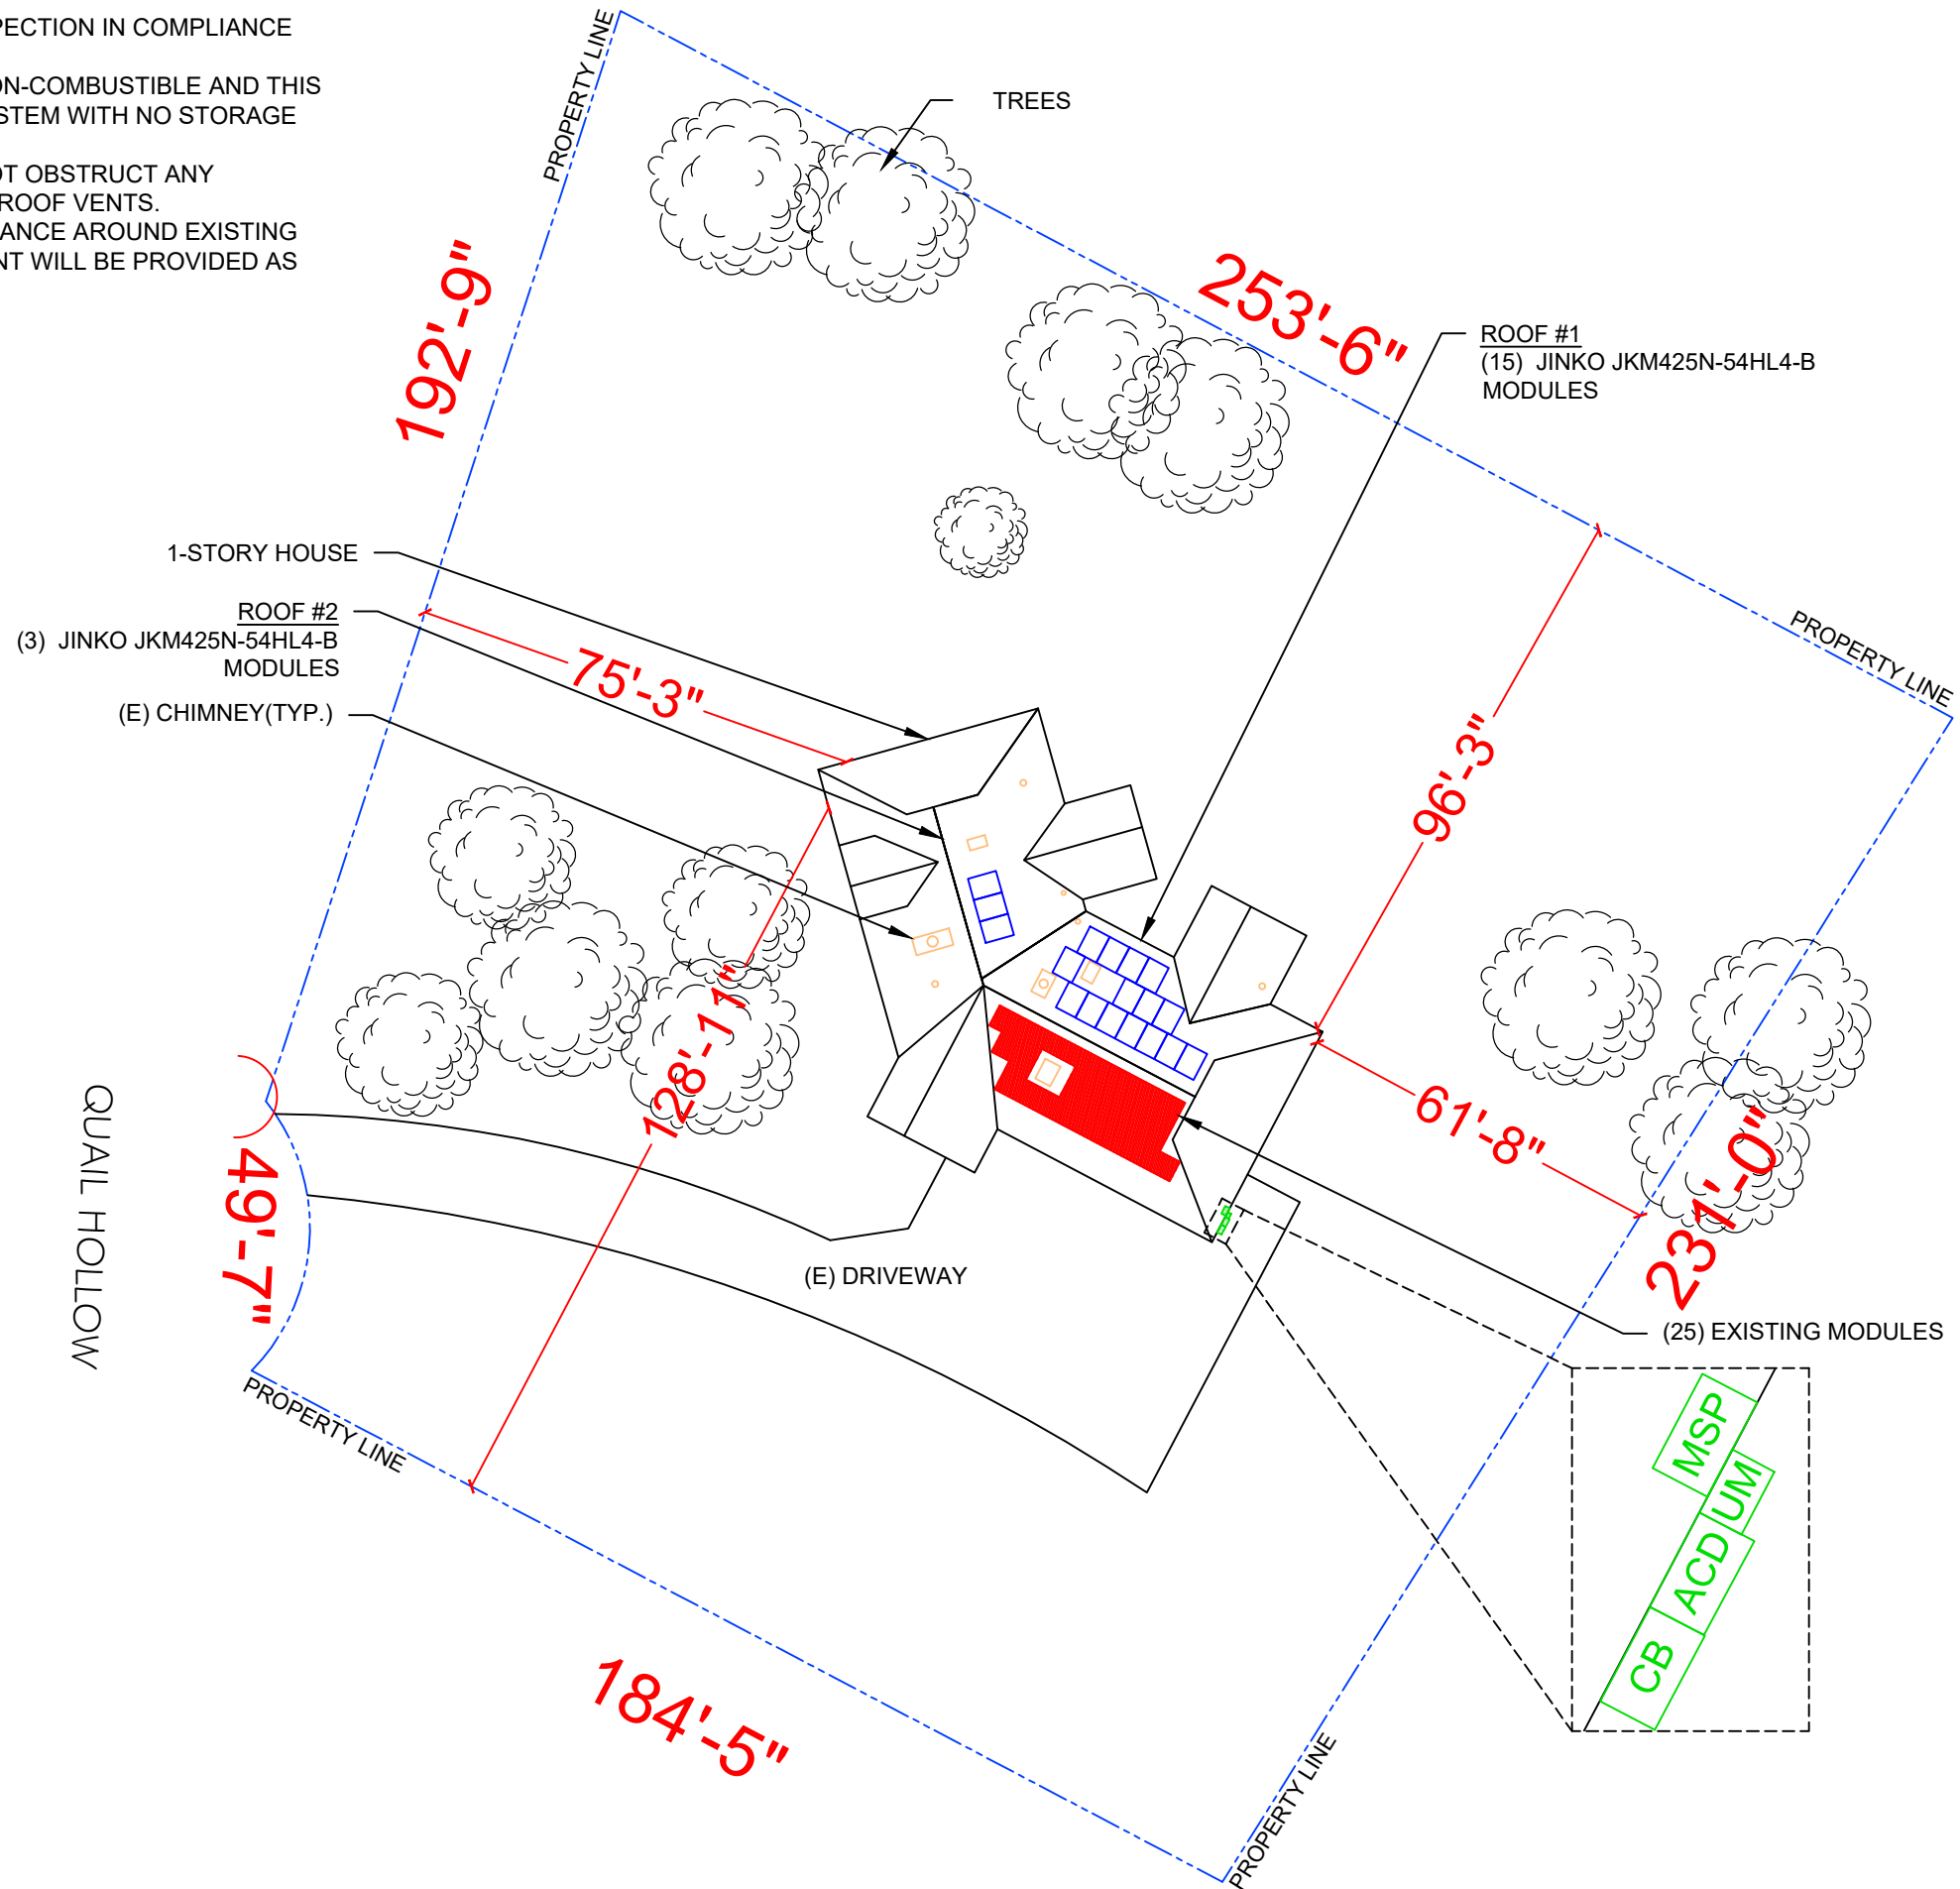 PECTION IN COMPLIANCE
ON-COMBUSTIBLE AND THIS
STEM WITH NO STORAGE
OT OBSTRUCT ANY
ROOF VENTS.
ANCE AROUND EXISTING
NT WILL BE PROVIDED AS
PROPERTY LINE
TREES
192'-9"
253'-6"
ROOF #1
(15) JINKO JKM425N-54HL4-B
MODULES
1-STORY HOUSE
ROOF #2
(3) JINKO JKM425N-54HL4-B
MODULES
(E) CHIMNEY(TYP.)
75'-3"
PROPERTY LINE
96'-3"
128'-11"
61'-8"
231'-0"
QUAIL HOLLOW
49'-7"
(E) DRIVEWAY
(25) EXISTING MODULES
PROPERTY LINE
MSP
UM
ACD
CB
184'-5"
PROPERTY LINE